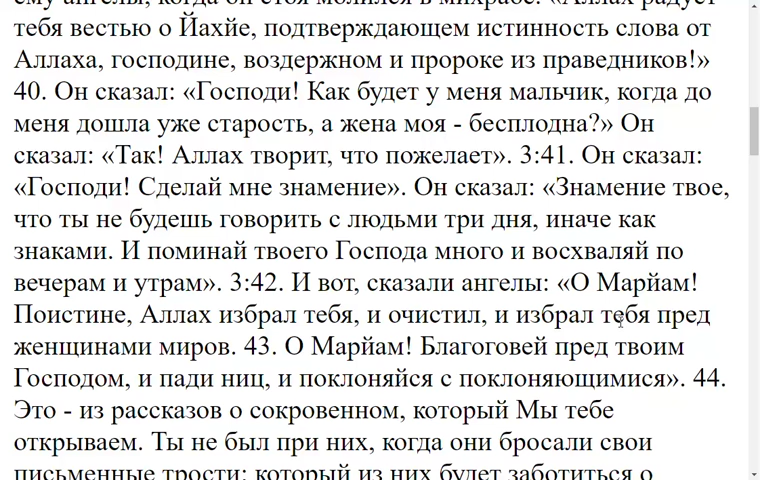 ему ангелы, когда он стоя молился в михрабе: «Аллах радует
тебя вестью о Йахйе, подтверждающем истинность слова от
Аллаха, господине, воздержном и пророке из праведников!»
40. Он сказал: «Господи! Как будет у меня мальчик, когда до
меня дошла уже старость, а жена моя - бесплодна?» Он
сказал: «Так! Аллах творит, что пожелает». 3:41. Он сказал:
«Господи! Сделай мне знамение». Он сказал: «Знамение твое,
что ты не будешь говорить с людьми три дня, иначе как
знаками. И поминай твоего Господа много и восхваляй по
вечерам и утрам». 3:42. И вот, сказали ангелы: «О Марйам!
Поистине, Аллах избрал тебя, и очистил, и избрал тебя пред
женщинами миров. 43. О Марйам! Благоговей пред твоим
Господом, и пади ниц, и поклоняйся с поклоняющимися». 44.
Это - из рассказов о сокровенном, который Мы тебе
открываем. Ты не был при них, когда они бросали свои
письменные трости: который из них будет заботиться о